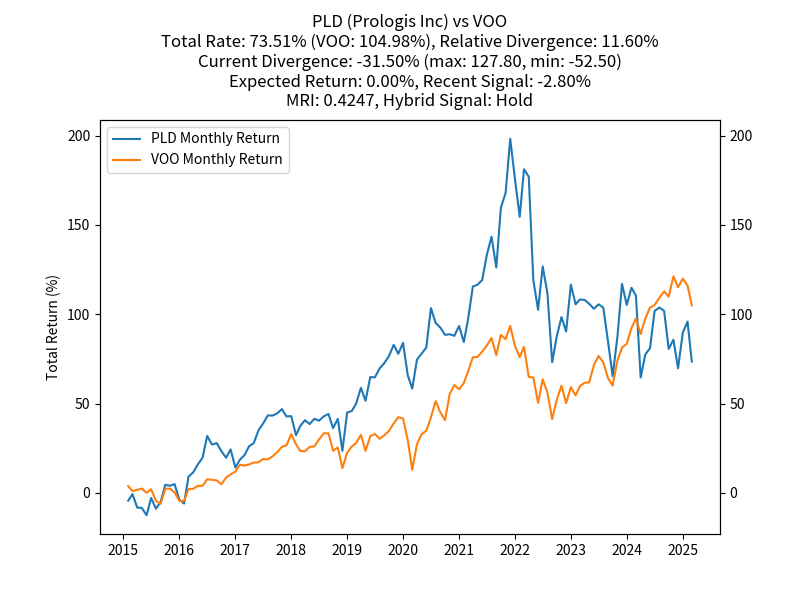 PLD (Prologis Inc) vs VOO
Total Rate: 73.51% (VOO: 104.98%), Relative Divergence: 11.60%
Current Divergence: -31.50% (max: 127.80, min: -52.50)
Expected Return: 0.00%, Recent Signal: -2.80%
MRI: 0.4247, Hybrid Signal: Hold
PLD Monthly Return
VOO Monthly Return
Total Return (%)
200
150
100
50
0
200
150
100
50
0
2015 2016 2017 2018 2019 2020 2021 2022 2023 2024 2025